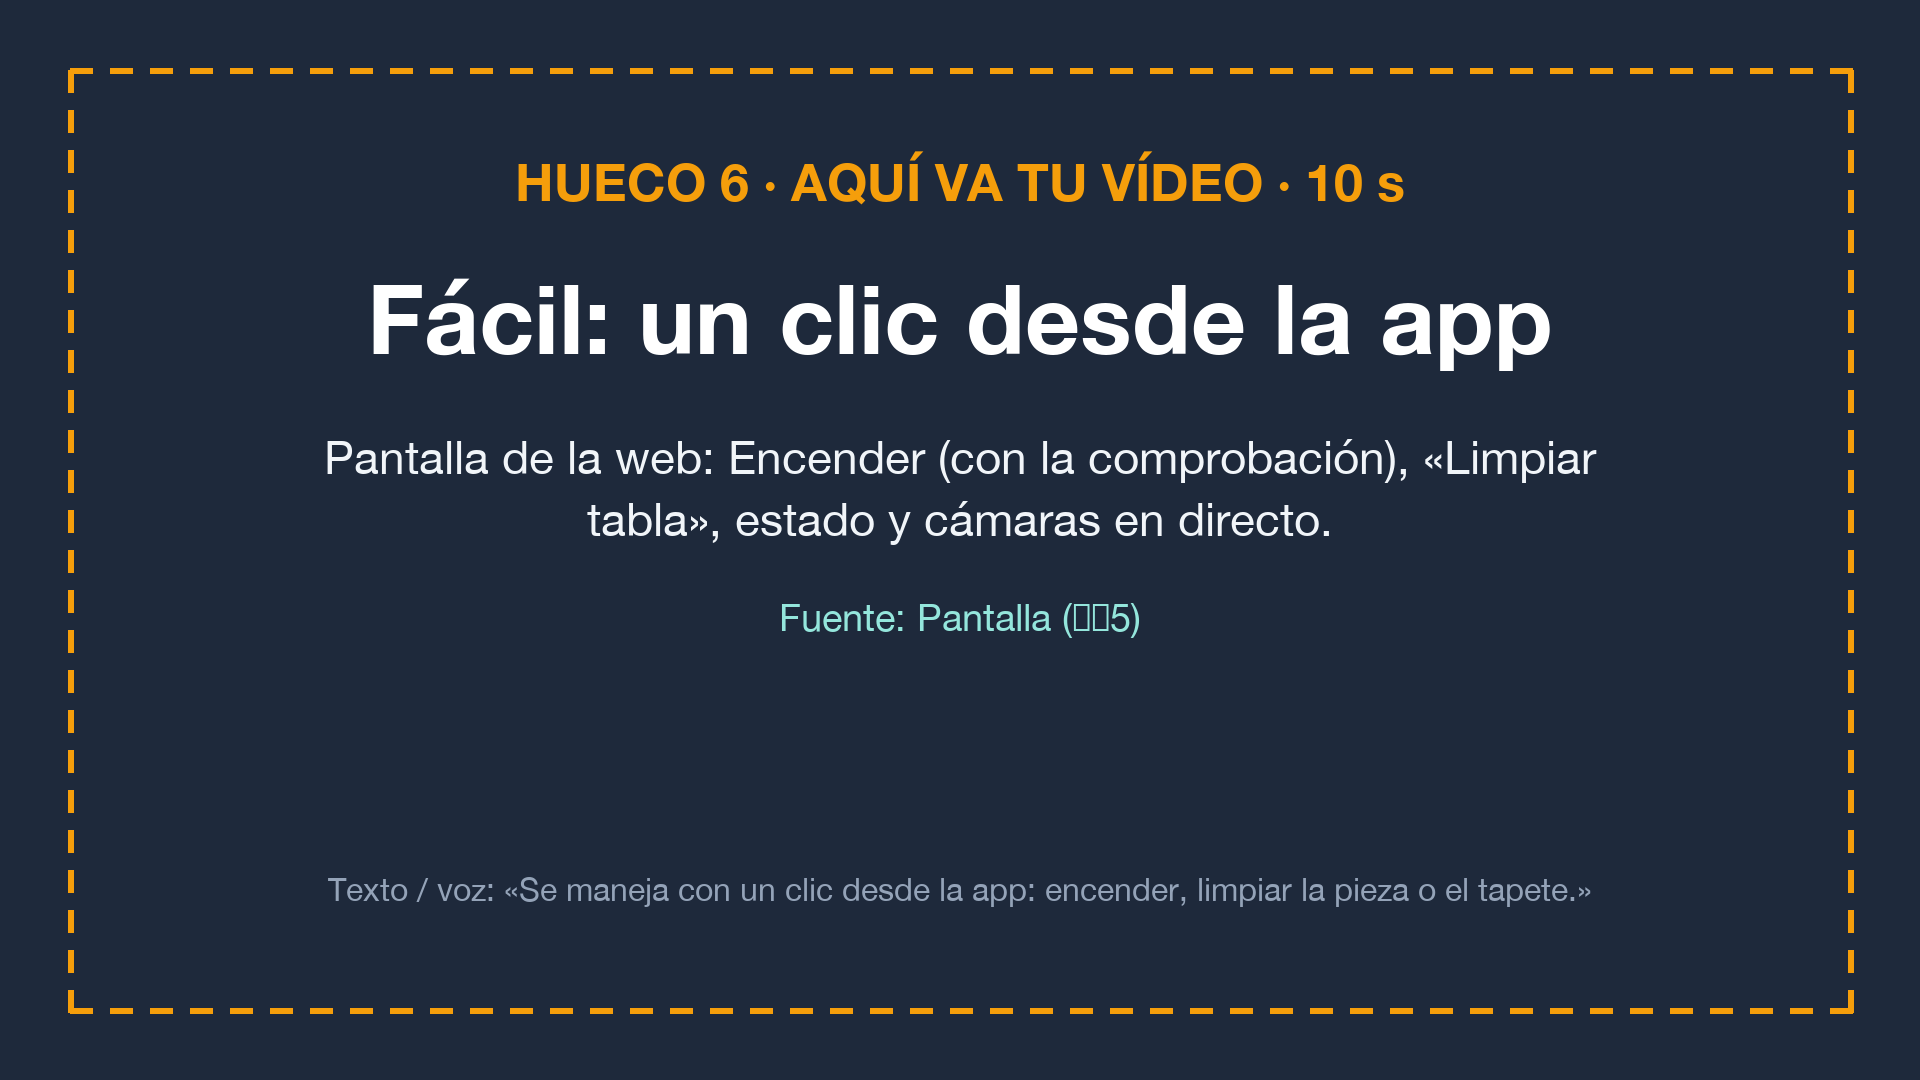 HUECO 6 · AQUÍ VA TU VÍDEO · 10 s
Fácil: un clic desde la app
Pantalla de la web: Encender (con la comprobación), «Limpiar
tabla», estado y cámaras en directo.
Fuente: Pantalla (▯▯5)
Texto / voz: «Se maneja con un clic desde la app: encender, limpiar la pieza o el tapete.»